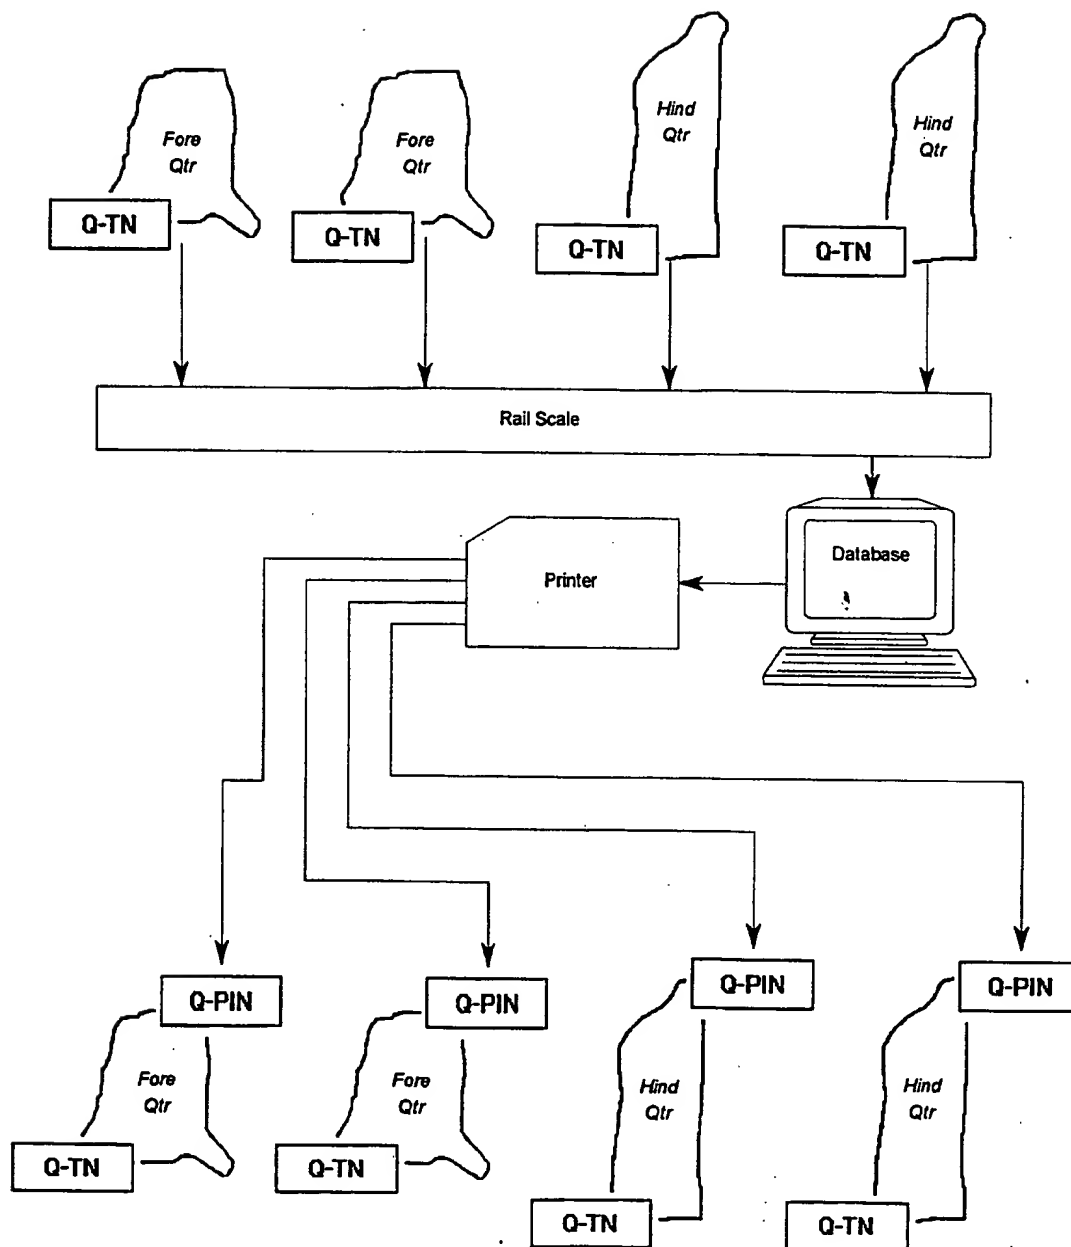 Fore
Qtr
Fore
Qtr
Hind
Qtr
Hind
Qtr
Q-TN
Q-TN
Q-TN
Q-TN
Rail Scale
Database
Printer
Q-PIN
Q-PIN
Q-PIN
Q-PIN
Fore
Qtr
Fore
Qtr
Hind
Qtr
Hind
Qtr
Q-TN
Q-TN
Q-TN
Q-TN